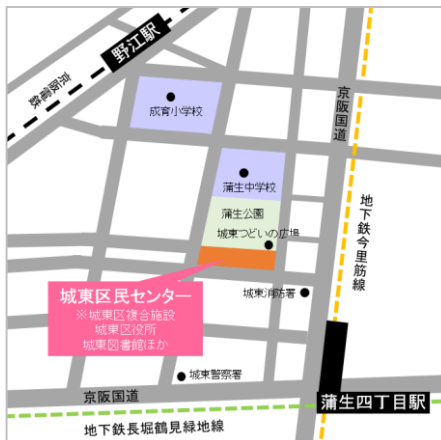 野江駅
京阪電鉄
成育小学校
京阪国道
蒲生中学校
蒲生公園
城東つどいの広場
地下鉄今里筋線
城東区民センター
※城東区複合施設
城東区役所
城東図書館ほか
城東消防署
城東警察署
京阪国道
蒲生四丁目駅
地下鉄長堀鶴見緑地線